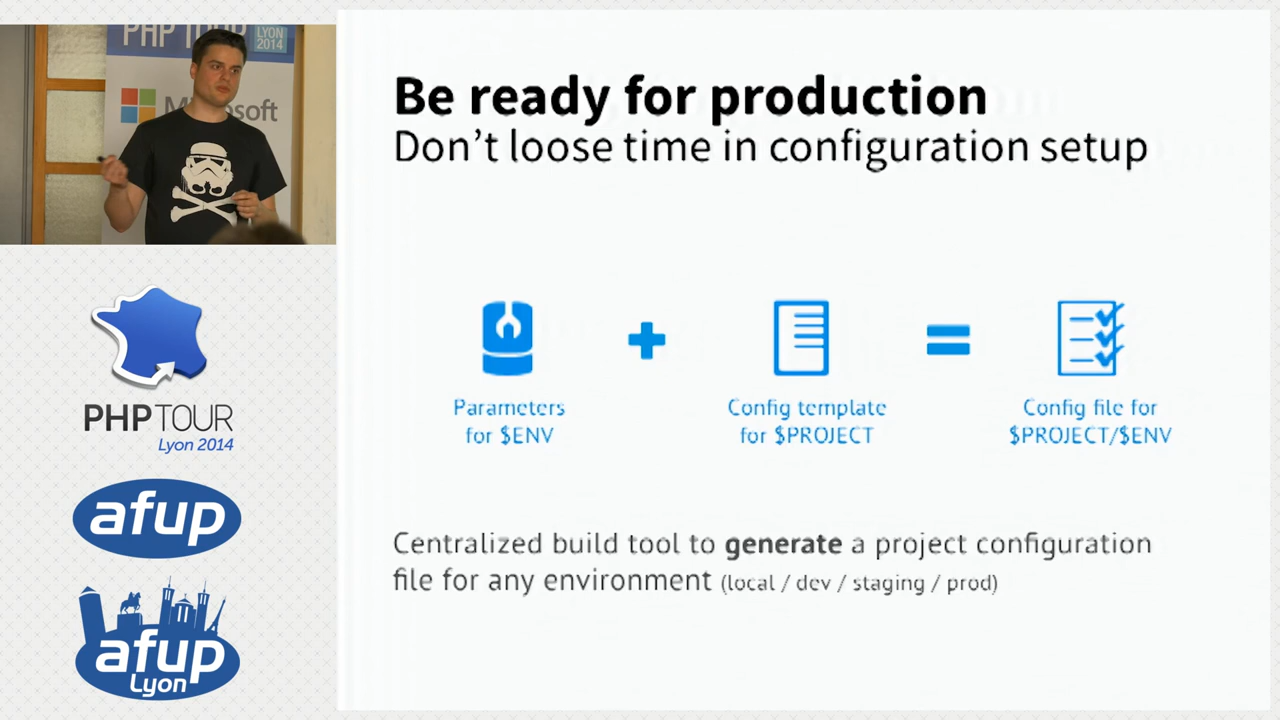 PHP TOUR
LYON
2014
Microsoft
Be ready for production
Don't loose time in configuration setup
Parameters
for $ENV
Config template
for $PROJECT
Config file for
$PROJECT/$ENV
Centralized build tool to generate a project configuration
file for any environment (local / dev / staging / prod)
PHP TOUR
Lyon 2014
afup
afup
Lyon